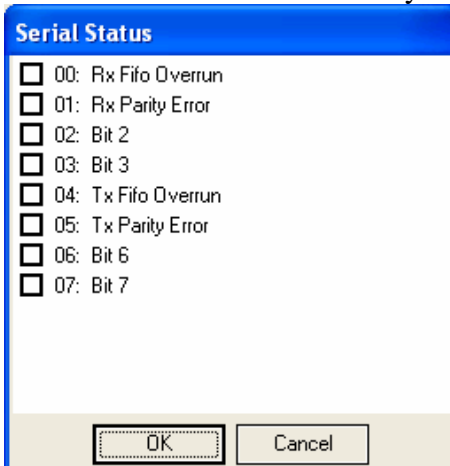 Serial Status
00: Rx Fifo Overrun
01: Rx Parity Error
02: Bit 2
03: Bit 3
04: Tx Fifo Overrun
05: Tx Parity Error
06: Bit 6
07: Bit 7
OK Cancel